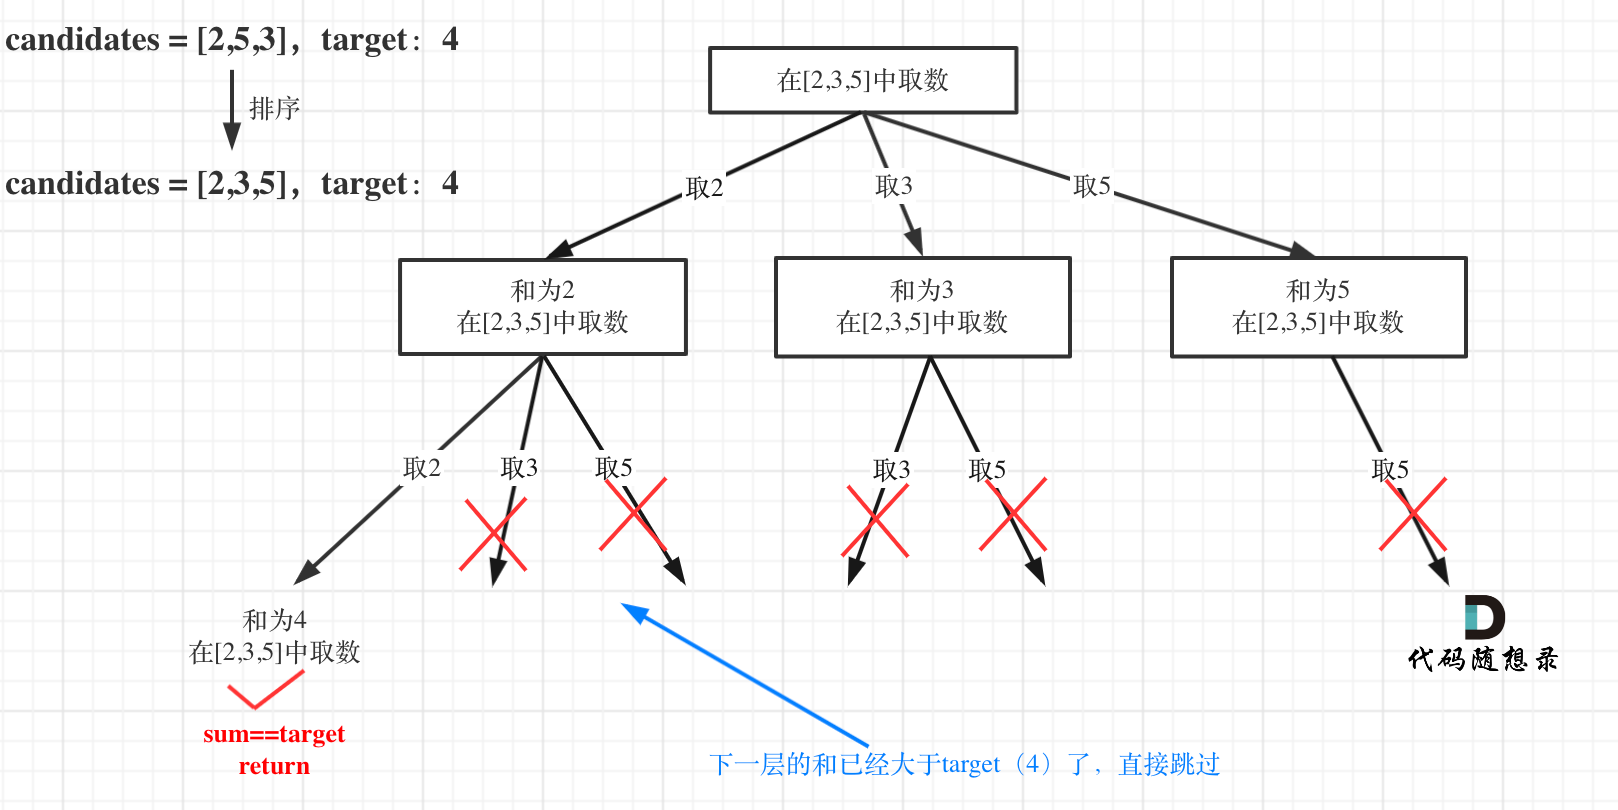 candidates = [2,5,3]，target：4
排序
candidates = [2,3,5]，target：4
在[2,3,5]中取数
取2
取3
取5
和为2
在[2,3,5]中取数
和为3
在[2,3,5]中取数
和为5
在[2,3,5]中取数
取2
取3
取5
取3
取5
取5
和为4
在[2,3,5]中取数
sum==target
return
下一层的和已经大于target（4）了，直接跳过
代码随想录